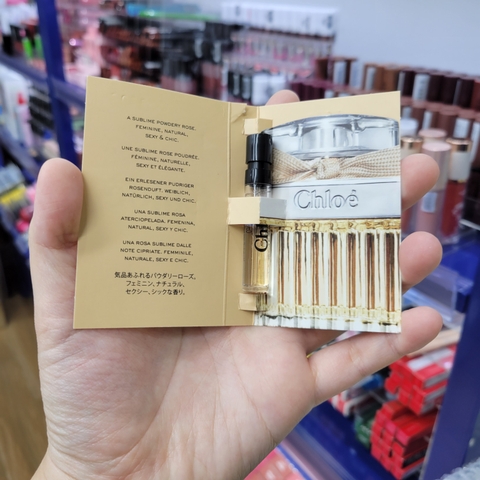 A SUBLIME POWDERY ROSE,
FEMININE, NATURAL,
SEXY & CHIC.
UNE SUBLIME ROSE POUDRÉE,
FÉMININE, NATURELLE,
SEXY ET ÉLÉGANTE.
EIN ERLESENER PUDRIGER
ROSENDUFT. WEIBLICH,
NATÜRLICH, SEXY UND CHIC.
UNA SUBLIME ROSA
ATERCIOPELADA, FEMENINA,
NATURAL, SEXY Y CHIC.
UNA ROSA SUBLIME DALLE
NOTE CIPRIATE, FEMMINILE,
NATURALE, SEXY E CHIC.
気品あふれるパウダリーローズ。
フェミニン、ナチュラル、
セクシー、シックな香り。
Chloé
Ch